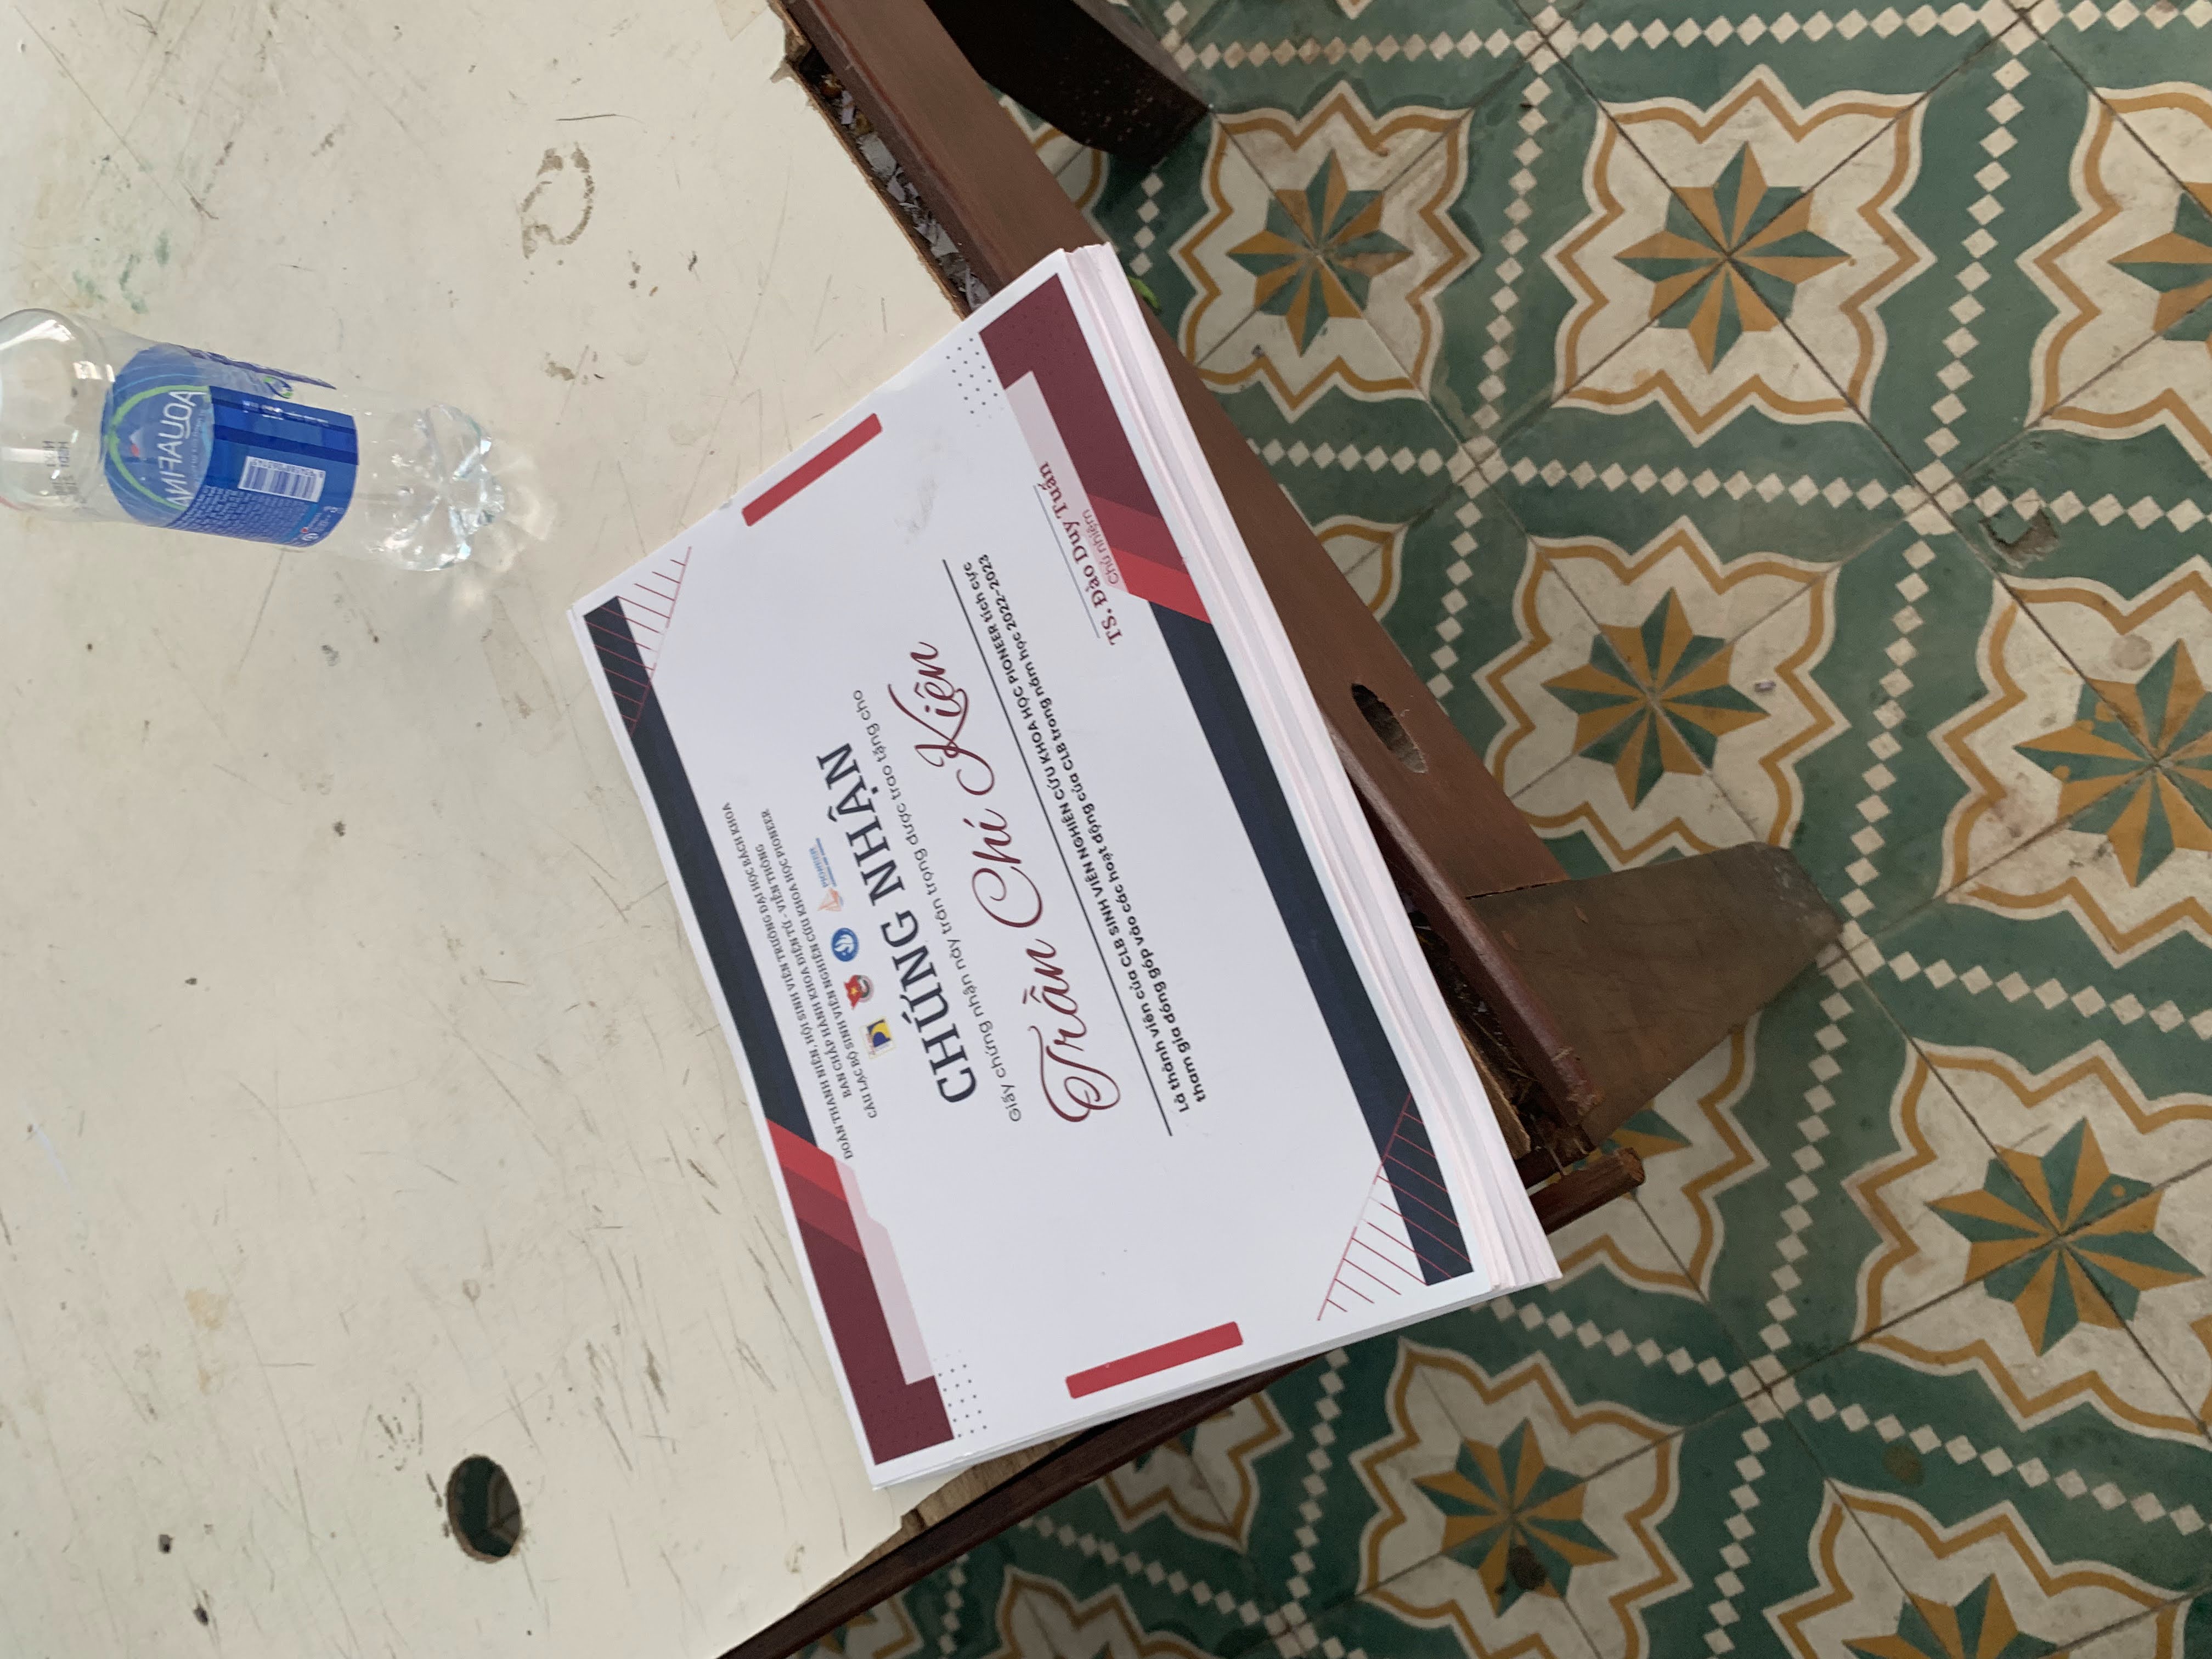 AQUAFINA
ĐOÀN THANH NIÊN, HỘI SINH VIÊN TRƯỜNG ĐẠI HỌC BÁCH KHOA
BAN CHẤP HÀNH KHOA ĐIỆN TỬ - VIỄN THÔNG
CÂU LẠC BỘ SINH VIÊN NGHIÊN CỨU KHOA HỌC PIONEER
PIONEER
CHỨNG NHẬN
Giấy chứng nhận này trân trọng được trao tặng cho
Trần Chí Kiên
Là thành viên của CLB SINH VIÊN NGHIÊN CỨU KHOA HỌC PIONEER tích cực
tham gia đóng góp vào các hoạt động của CLB trong năm học 2022-2023
TS. Đào Duy Tuấn
Chủ nhiệm